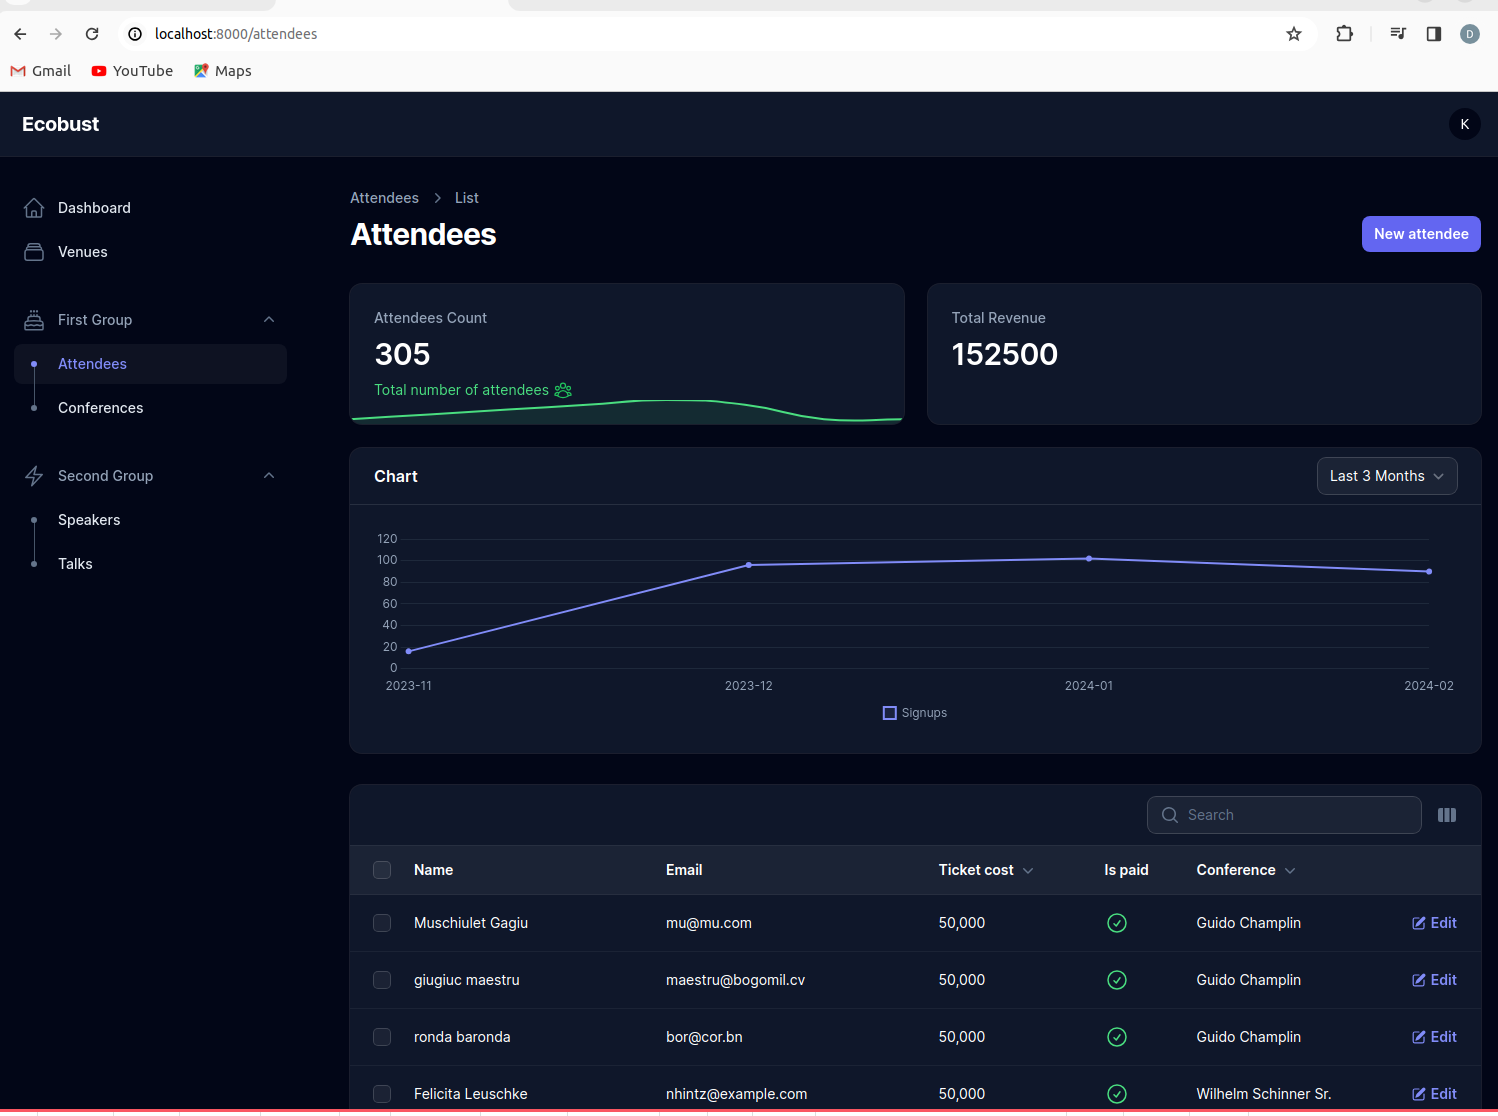 localhost:8000/attendees
D
Gmail YouTube Maps
Ecobust
K
Dashboard
Venues
First Group
Attendees
Conferences
Second Group
Speakers
Talks
Attendees List
Attendees
New attendee
Attendees Count
305
Total number of attendees
Total Revenue
152500
Chart
Last 3 Months
120
100
80
60
40
20
0
2023-11 2023-12 2024-01 2024-02
Signups
Search
Name Email Ticket cost Is paid Conference
Muschiulet Gagiu mu@mu.com 50,000 Guido Champlin Edit
giugiuc maestru maestru@bogomil.cv 50,000 Guido Champlin Edit
ronda baronda bor@cor.bn 50,000 Guido Champlin Edit
Felicita Leuschke nhintz@example.com 50,000 Wilhelm Schinner Sr. Edit